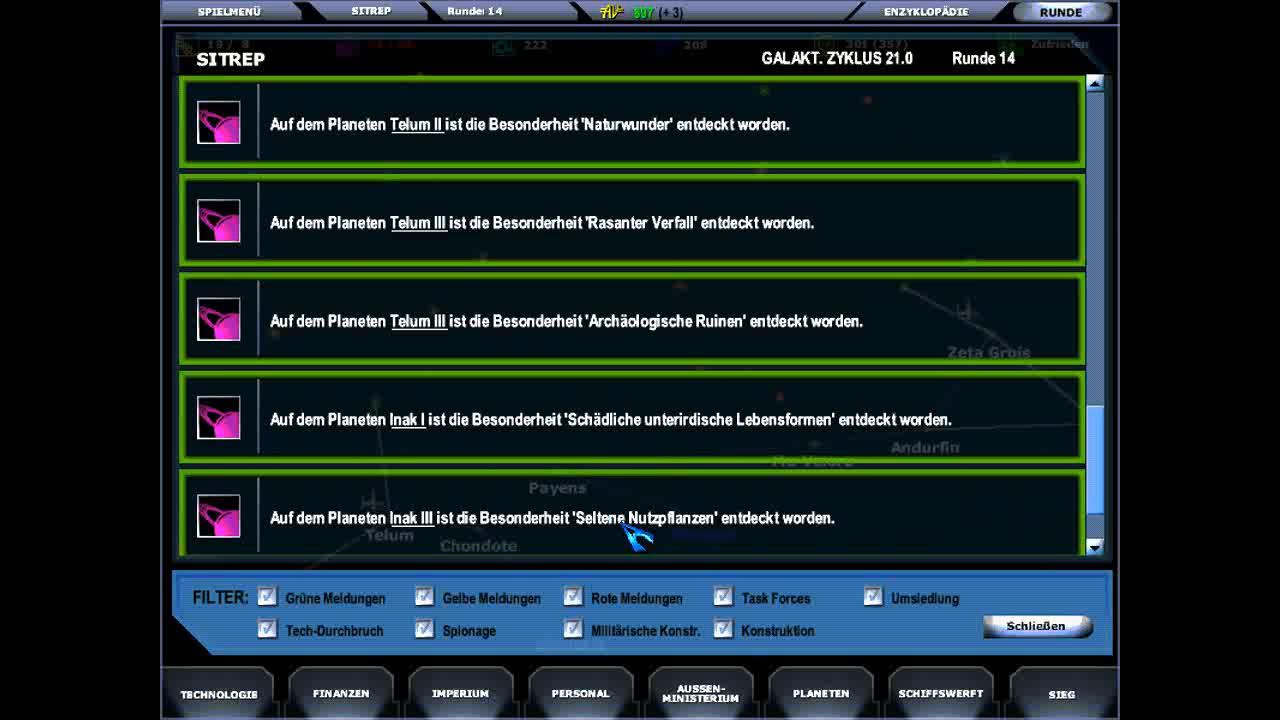 SPIELMENÜ
SITREP
Runde: 14
AV 807 (+ 3)
ENZYKLOPÄDIE
RUNDE
222
Zufrieden
SITREP
GALAKT. ZYKLUS 21.0
Runde 14
Auf dem Planeten Telum II ist die Besonderheit 'Naturwunder' entdeckt worden.
Auf dem Planeten Telum III ist die Besonderheit 'Rasanter Verfall' entdeckt worden.
Auf dem Planeten Telum III ist die Besonderheit 'Archäologische Ruinen' entdeckt worden.
Zeta Grois
Auf dem Planeten Inak I ist die Besonderheit 'Schädliche unterirdische Lebensformen' entdeckt worden.
Andurfin
Payens
Auf dem Planeten Inak III ist die Besonderheit 'Seltene Nutzpflanzen' entdeckt worden.
Telum
Chondote
FILTER:
Grüne Meldungen
Gelbe Meldungen
Rote Meldungen
Task Forces
Umsiedlung
Tech-Durchbruch
Spionage
Militärische Konstr.
Konstruktion
Schließen
TECHNOLOGIE
FINANZEN
IMPERIUM
PERSONAL
AUSSEN-
MINISTERIUM
PLANETEN
SCHIFFSWERFT
SIEG